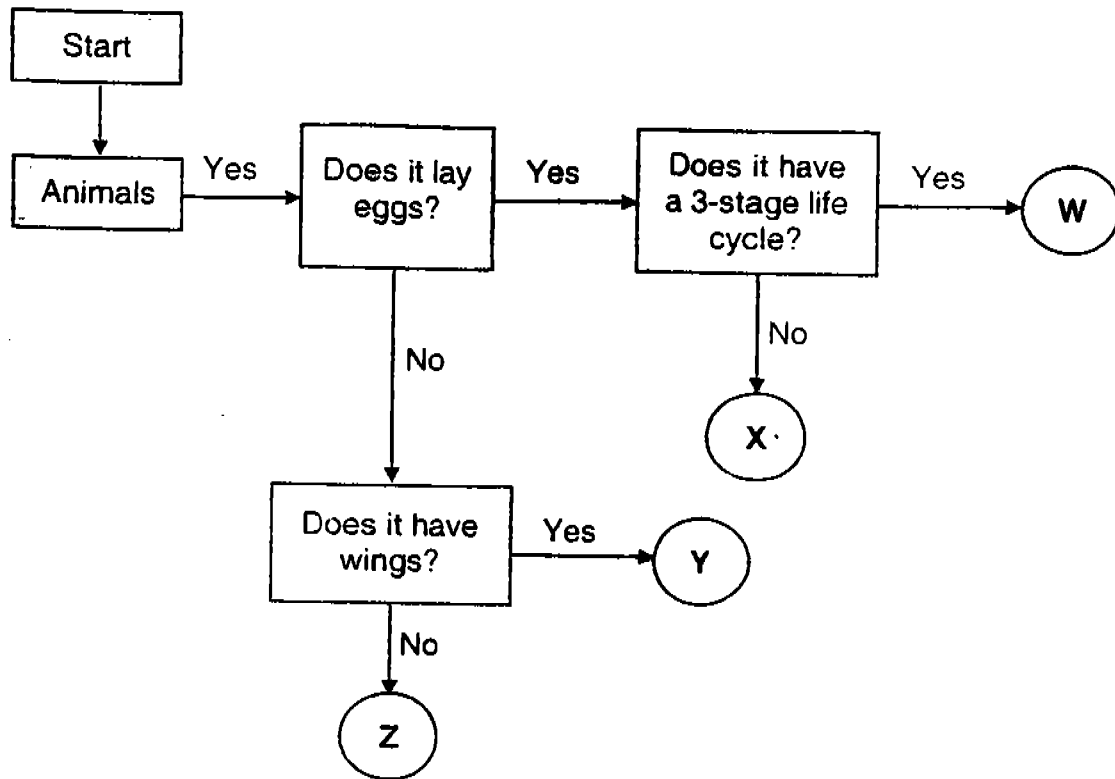 Start
Animals
Yes
Does it lay
eggs?
Yes
Does it have
a 3-stage life
cycle?
Yes
W
No
No
X
Does it have
wings?
Yes
Y
No
Z